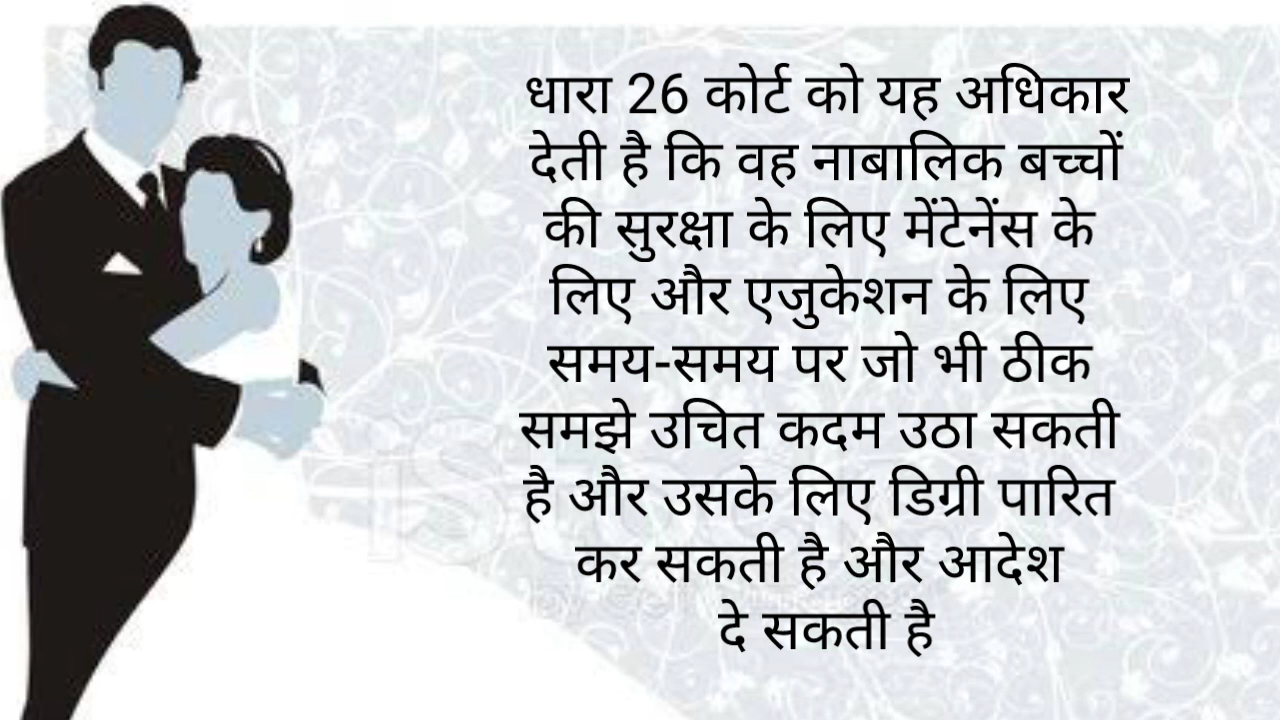 धारा 26 कोर्ट को यह अधिकार
देती है कि वह नाबालिक बच्चों
की सुरक्षा के लिए मेंटेनेंस के
लिए और एजुकेशन के लिए
समय-समय पर जो भी ठीक
समझे उचित कदम उठा सकती
है और उसके लिए डिग्री पारित
कर सकती है और आदेश
दे सकती है